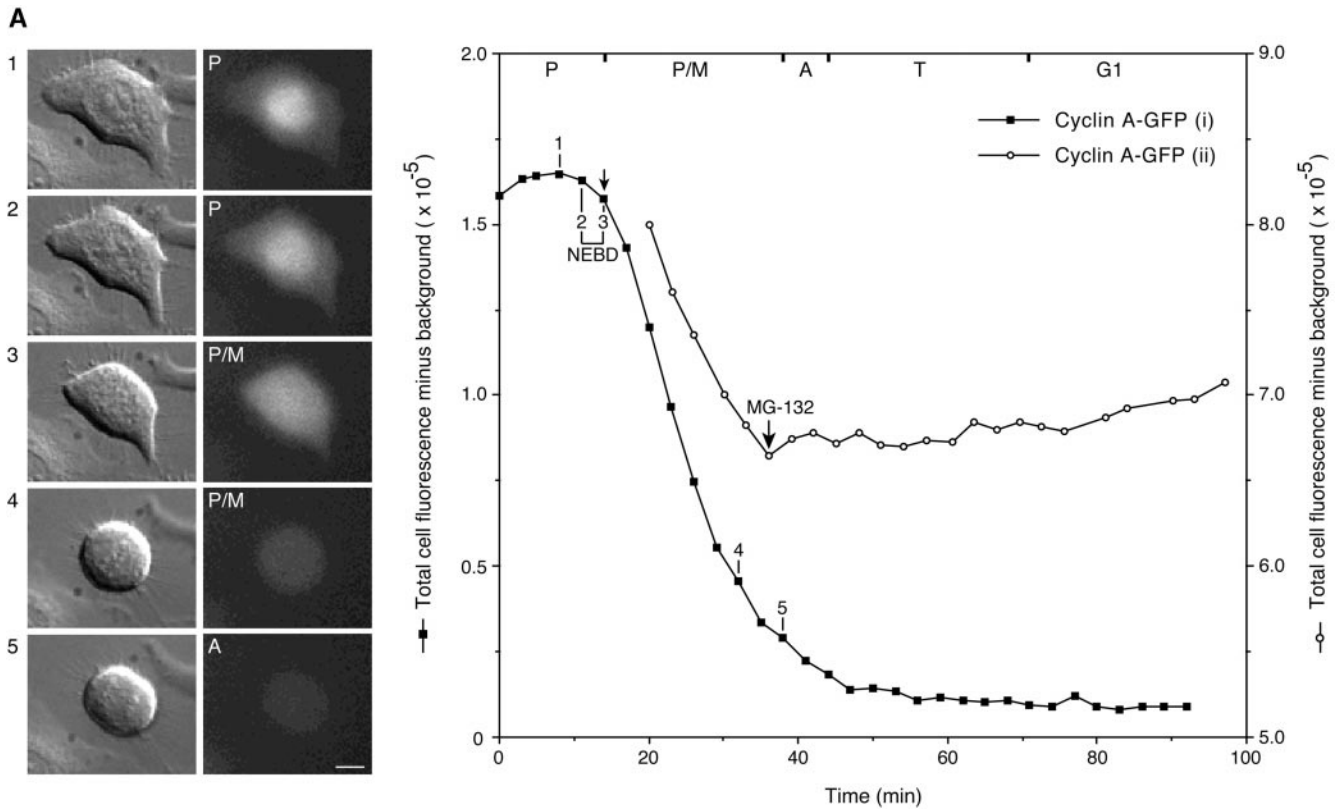 A
1
P
2
P
3
P/M
4
P/M
5
A
P P/M A T G1
2.0
1.5
1.0
0.5
0
Total cell fluorescence minus background ( x 10-5)
9.0
8.0
7.0
6.0
5.0
Total cell fluorescence minus background ( x 10-5)
Cyclin A-GFP (i)
Cyclin A-GFP (ii)
1
2 3
NEBD
MG-132
4
5
0 20 40 60 80 100
Time (min)